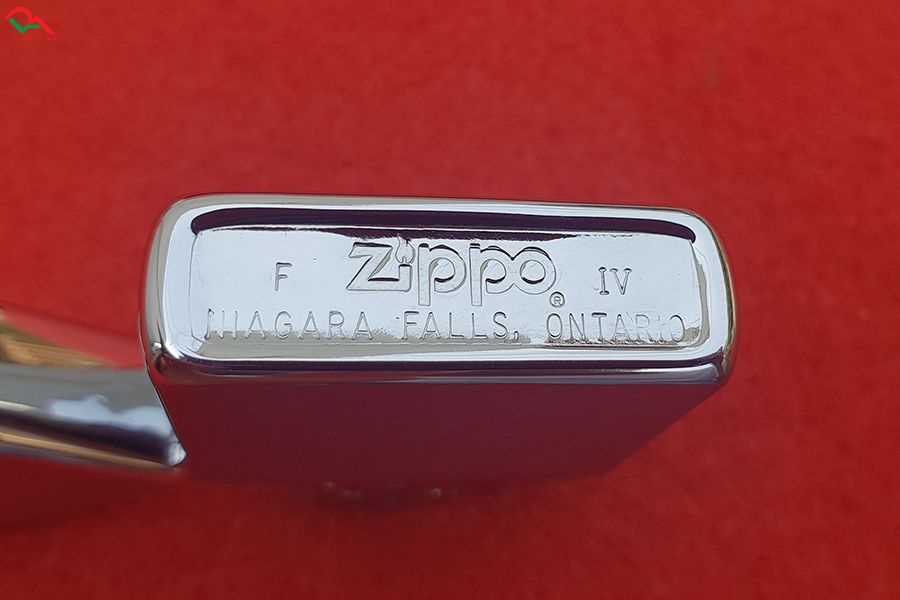 F Zippo ® IV
NIAGARA FALLS, ONTARIO